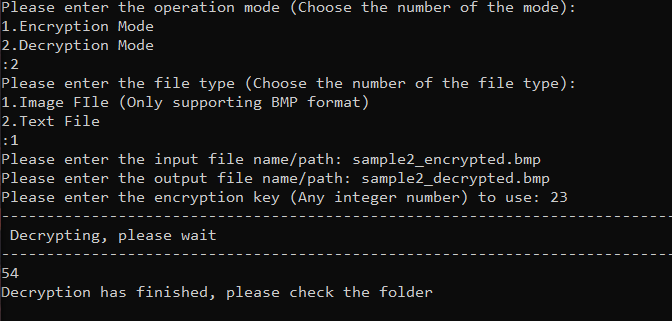 Please enter the operation mode (Choose the number of the mode):
1.Encryption Mode
2.Decryption Mode
:2
Please enter the file type (Choose the number of the file type):
1.Image FIle (Only supporting BMP format)
2.Text File
:1
Please enter the input file name/path: sample2_encrypted.bmp
Please enter the output file name/path: sample2_decrypted.bmp
Please enter the encryption key (Any integer number) to use: 23
---------------------------------------------------------------------------
 Decrypting, please wait
---------------------------------------------------------------------------
54
Decryption has finished, please check the folder